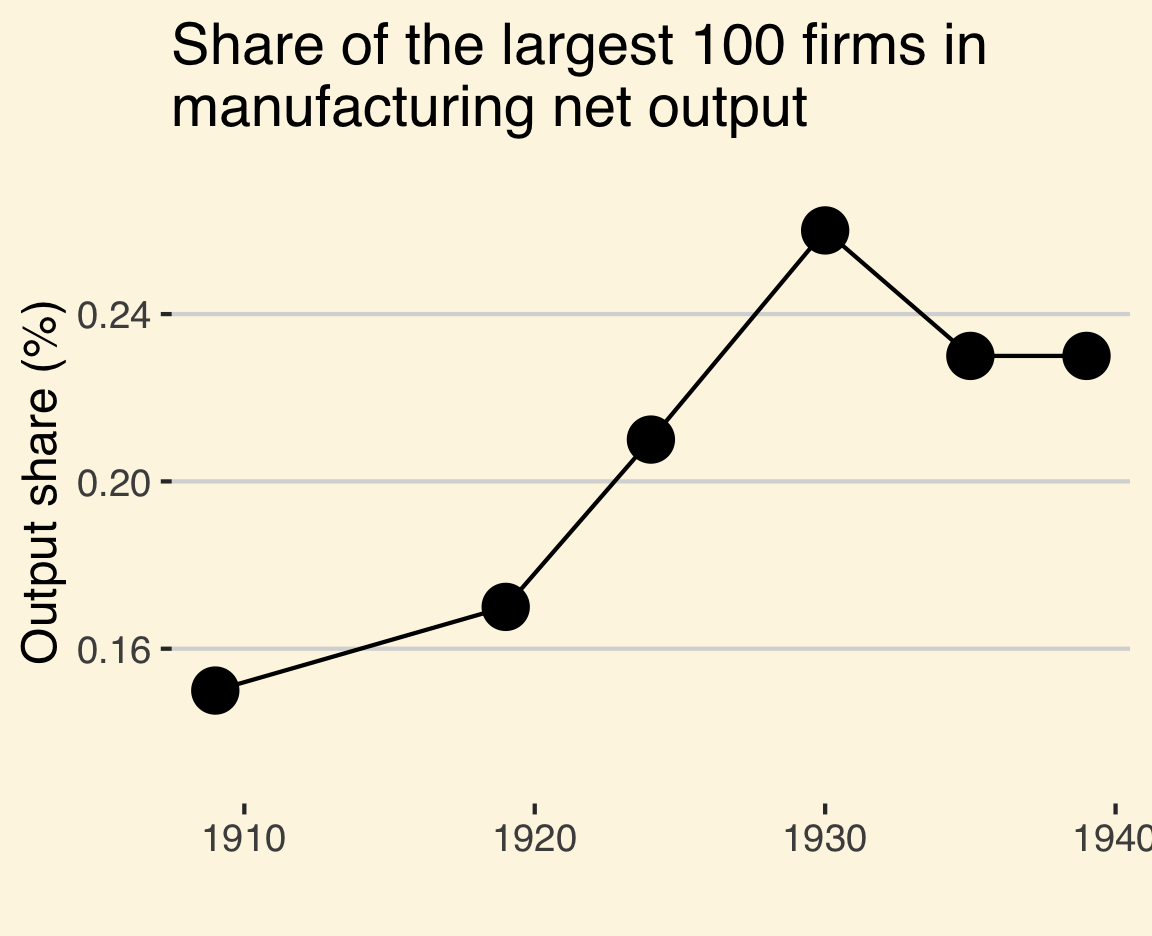 Share of the largest 100 firms in
manufacturing net output
Output share (%)
0.24
0.20
0.16
1910
1920
1930
1940